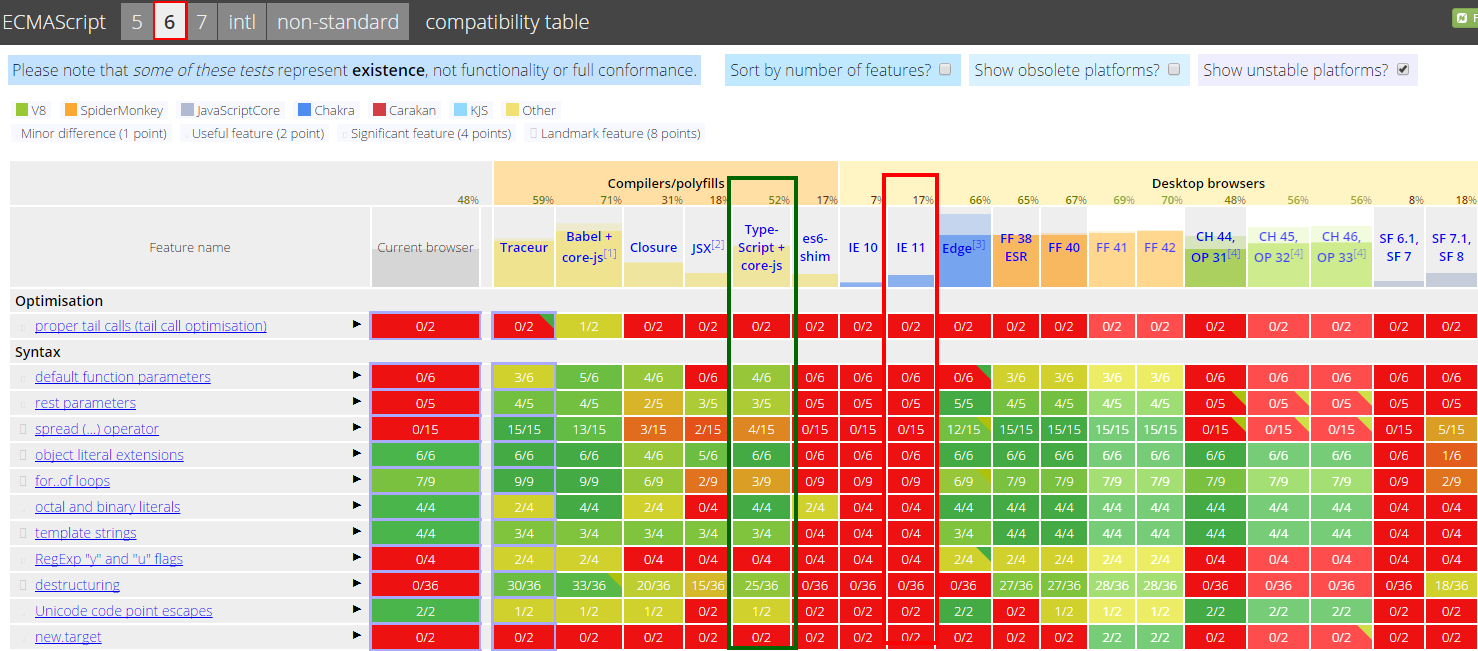 ECMAScript 5 6 7 intl non-standard compatibility table
Please note that some of these tests represent existence, not functionality or full conformance. Sort by number of features? Show obsolete platforms? Show unstable platforms?
V8 SpiderMonkey JavaScriptCore Chakra Carakan KJS Other
Minor difference (1 point) Useful feature (2 points) Significant feature (4 points) Landmark feature (8 points)
Compilers/polyfills Desktop browsers
48% 59% 71% 31% 18% 52% 17% 7% 17% 66% 65% 67% 69% 70% 48% 56% 56% 8% 18%
Feature name Current browser Traceur Babel + core-js[1] Closure JSX[2] Type-Script + core-js es6-shim IE 10 IE 11 Edge[3] FF 38 ESR FF 40 FF 41 FF 42 CH 44, OP 31[4] CH 45, OP 32[4] CH 46, OP 33[4] SF 6.1, SF 7 SF 7.1, SF 8
Optimisation
proper tail calls (tail call optimisation) 0/2 0/2 1/2 0/2 0/2 0/2 0/2 0/2 0/2 0/2 0/2 0/2 0/2 0/2 0/2 0/2 0/2 0/2 0/2
Syntax
default function parameters 0/6 3/6 5/6 4/6 0/6 4/6 0/6 0/6 0/6 0/6 3/6 3/6 3/6 3/6 0/6 0/6 0/6 0/6 0/6
rest parameters 0/5 4/5 4/5 2/5 3/5 3/5 0/5 0/5 0/5 5/5 4/5 4/5 4/5 4/5 0/5 0/5 0/5 0/5 0/5
spread (...) operator 0/15 15/15 13/15 3/15 2/15 4/15 0/15 0/15 0/15 12/15 15/15 15/15 15/15 15/15 0/15 0/15 0/15 0/15 5/15
object literal extensions 6/6 6/6 6/6 4/6 5/6 6/6 0/6 0/6 0/6 6/6 6/6 6/6 6/6 6/6 6/6 6/6 6/6 0/6 1/6
for..of loops 7/9 9/9 9/9 6/9 2/9 3/9 0/9 0/9 0/9 6/9 7/9 7/9 7/9 7/9 7/9 7/9 7/9 0/9 2/9
octal and binary literals 4/4 2/4 4/4 2/4 0/4 4/4 2/4 0/4 0/4 4/4 4/4 4/4 4/4 4/4 4/4 4/4 4/4 0/4 0/4
template strings 4/4 3/4 3/4 3/4 3/4 3/4 0/4 0/4 0/4 3/4 4/4 4/4 4/4 4/4 4/4 4/4 4/4 0/4 0/4
RegExp "y" and "u" flags 0/4 2/4 2/4 0/4 0/4 0/4 0/4 0/4 0/4 2/4 2/4 2/4 2/4 2/4 0/4 0/4 0/4 0/4 0/4
destructuring 0/36 30/36 33/36 20/36 15/36 25/36 0/36 0/36 0/36 0/36 27/36 27/36 28/36 28/36 0/36 0/36 0/36 0/36 18/36
Unicode code point escapes 2/2 1/2 1/2 1/2 0/2 1/2 0/2 0/2 0/2 2/2 0/2 1/2 1/2 1/2 2/2 2/2 2/2 0/2 0/2
new.target 0/2 0/2 0/2 0/2 0/2 0/2 0/2 0/2 0/2 0/2 0/2 0/2 2/2 2/2 0/2 0/2 0/2 0/2 0/2